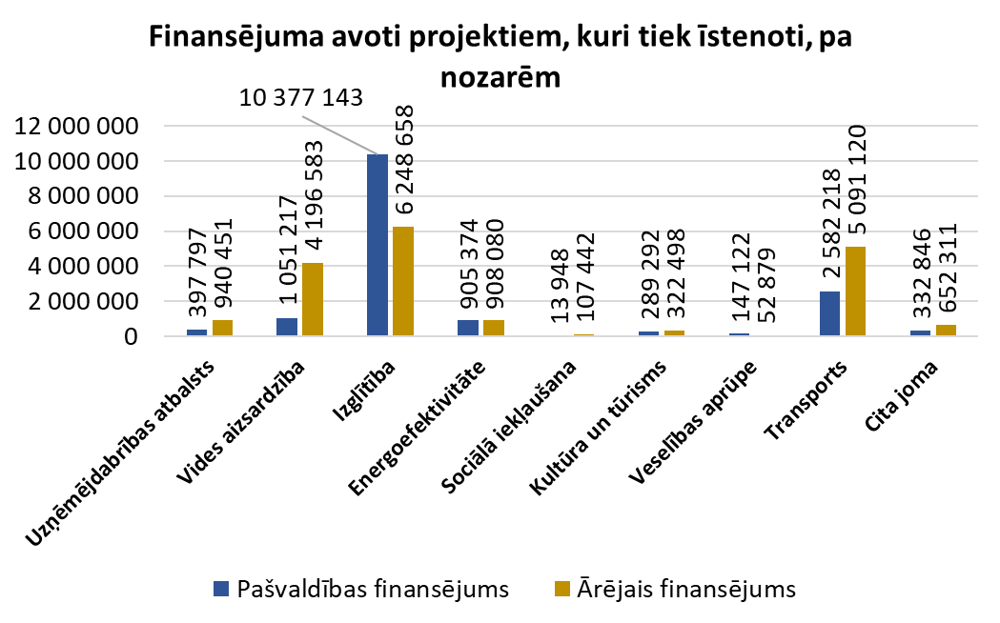 Finansējuma avoti projektiem, kuri tiek īstenoti, pa
nozarēm
12 000 000
10 000 000
8 000 000
6 000 000
4 000 000
2 000 000
0
397 797
940 451
1 051 217
4 196 583
10 377 143
6 248 658
905 374
908 080
13 948
107 442
289 292
322 498
147 122
52 879
2 582 218
5 091 120
332 846
652 311
Uzņēmējdabrības atbalsts
Vides aizsardzība
Izglītība
Energoefektivitāte
Sociālā iekļaušana
Kultūra un tūrisms
Veselības aprūpe
Transports
Cita joma
Pašvaldības finansējums
Ārējais finansējums